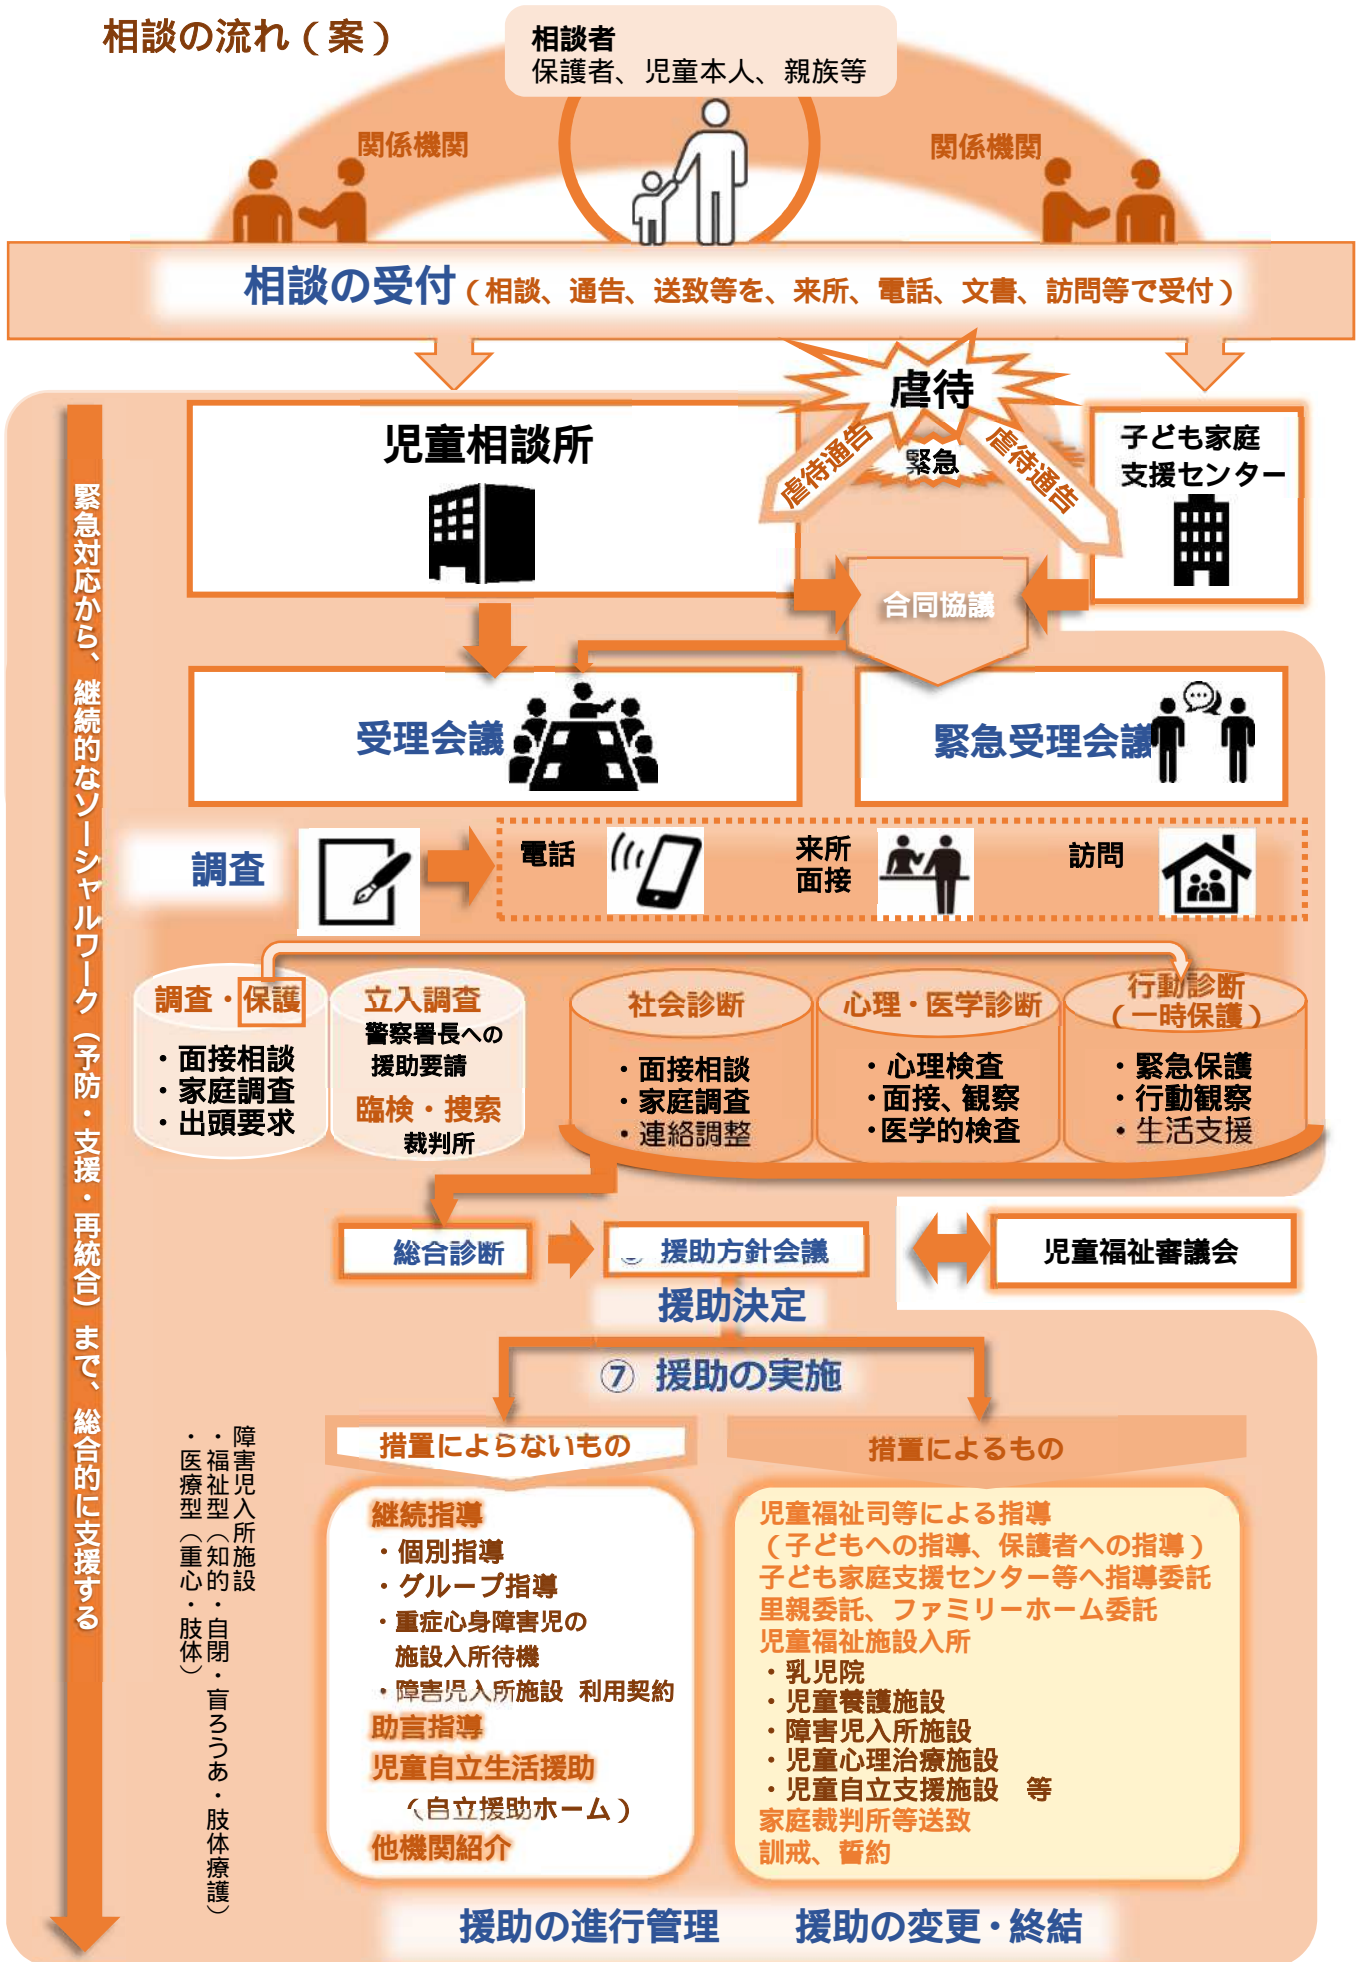 相談の流れ（案）
相談者
保護者、児童本人、親族等
関係機関
関係機関
相談の受付（相談、通告、送致等を、来所、電話、文書、訪問等で受付）
虐待
緊急
虐待通告
虐待通告
児童相談所
子ども家庭
支援センター
合同協議
受理会議
緊急受理会議
緊急対応から、継続的なソーシャルワーク（予防・支援・再統合）まで、総合的に支援する
調査
電話
来所
面接
訪問
調査・保護
・面接相談
・家庭調査
・出頭要求
立入調査
警察署長への
援助要請
臨検・捜索
裁判所
社会診断
・面接相談
・家庭調査
・連絡調整
心理・医学診断
・心理検査
・面接、観察
・医学的検査
行動診断
（一時保護）
・緊急保護
・行動観察
・生活支援
総合診断
援助方針会議
児童福祉審議会
援助決定
⑦ 援助の実施
障害児入所施設
・福祉型（知的・自閉・盲ろうあ・肢体療護）
・医療型（重心・肢体）
措置によらないもの
継続指導
・個別指導
・グループ指導
・重症心身障害児の
施設入所待機
・障害児入所施設 利用契約
助言指導
児童自立生活援助
（自立援助ホーム）
他機関紹介
措置によるもの
児童福祉司等による指導
（子どもへの指導、保護者への指導）
子ども家庭支援センター等へ指導委託
里親委託、ファミリーホーム委託
児童福祉施設入所
・乳児院
・児童養護施設
・障害児入所施設
・児童心理治療施設
・児童自立支援施設 等
家庭裁判所等送致
訓戒、誓約
援助の進行管理 援助の変更・終結